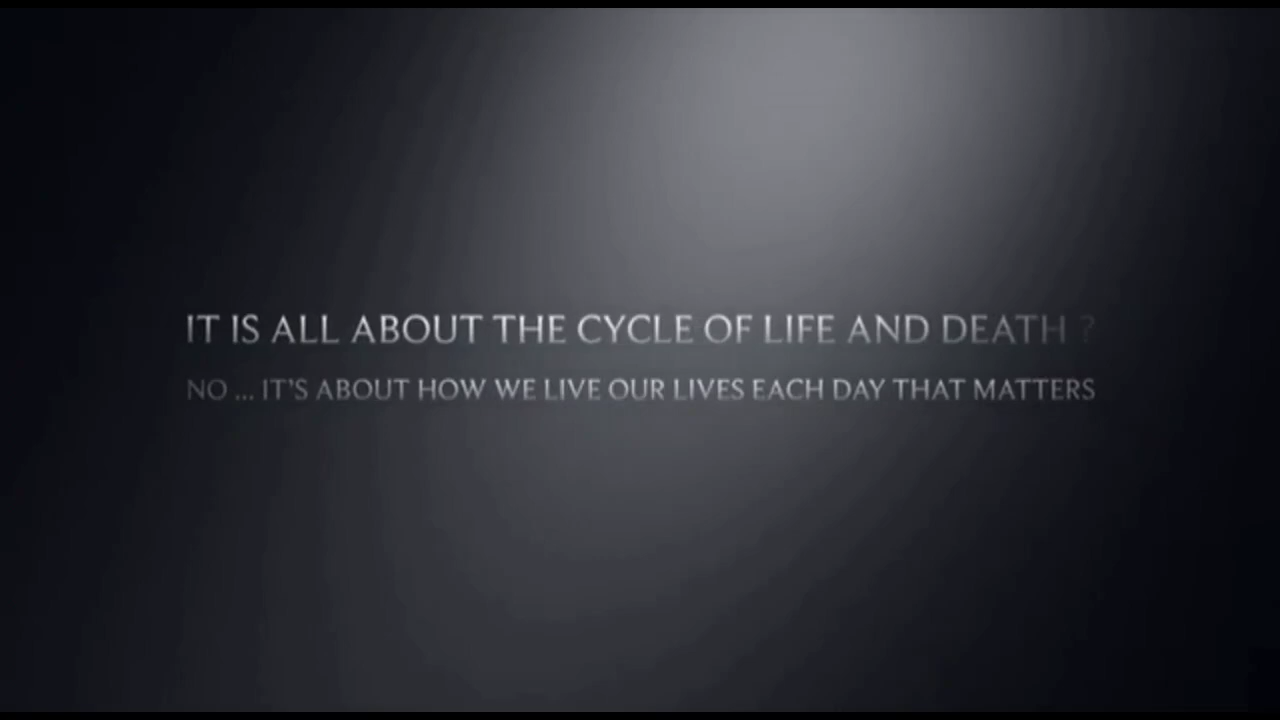 IT IS ALL ABOUT THE CYCLE OF LIFE AND DEATH ?
NO ... IT'S ABOUT HOW WE LIVE OUR LIVES EACH DAY THAT MATTERS